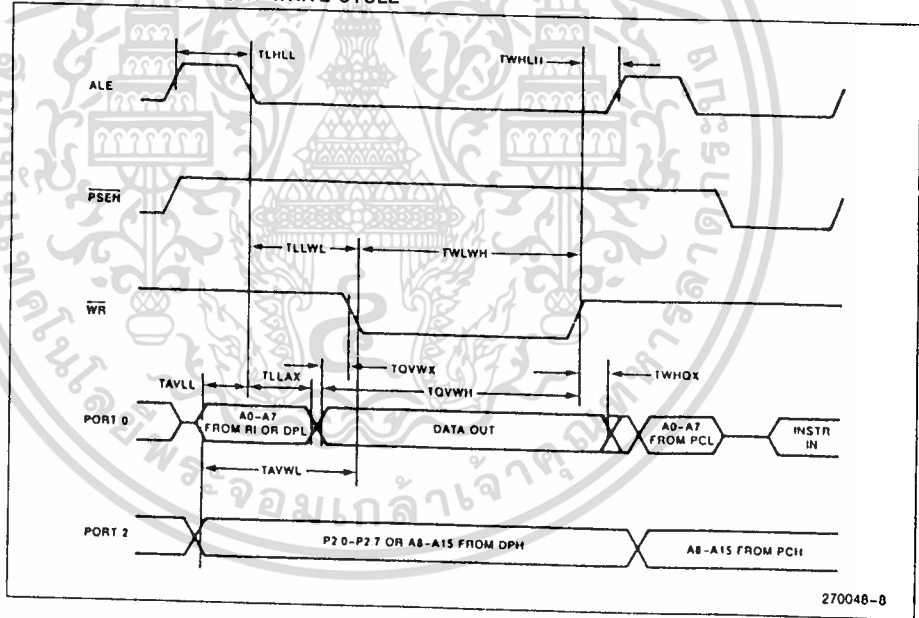 TLHLL
TWHLH
ALE
PSEN
TLLWL
TWLWH
WR
TAVLL
TLLAX
TQVWX
TQVWH
TWHQX
PORT 0
A0-A7
FROM RI OR DPL
DATA OUT
A0-A7
FROM PCL
INSTR
IN
TAVWL
PORT 2
P2.0-P2.7 OR A8-A15 FROM DPH
A8-A15 FROM PCH
270048-8